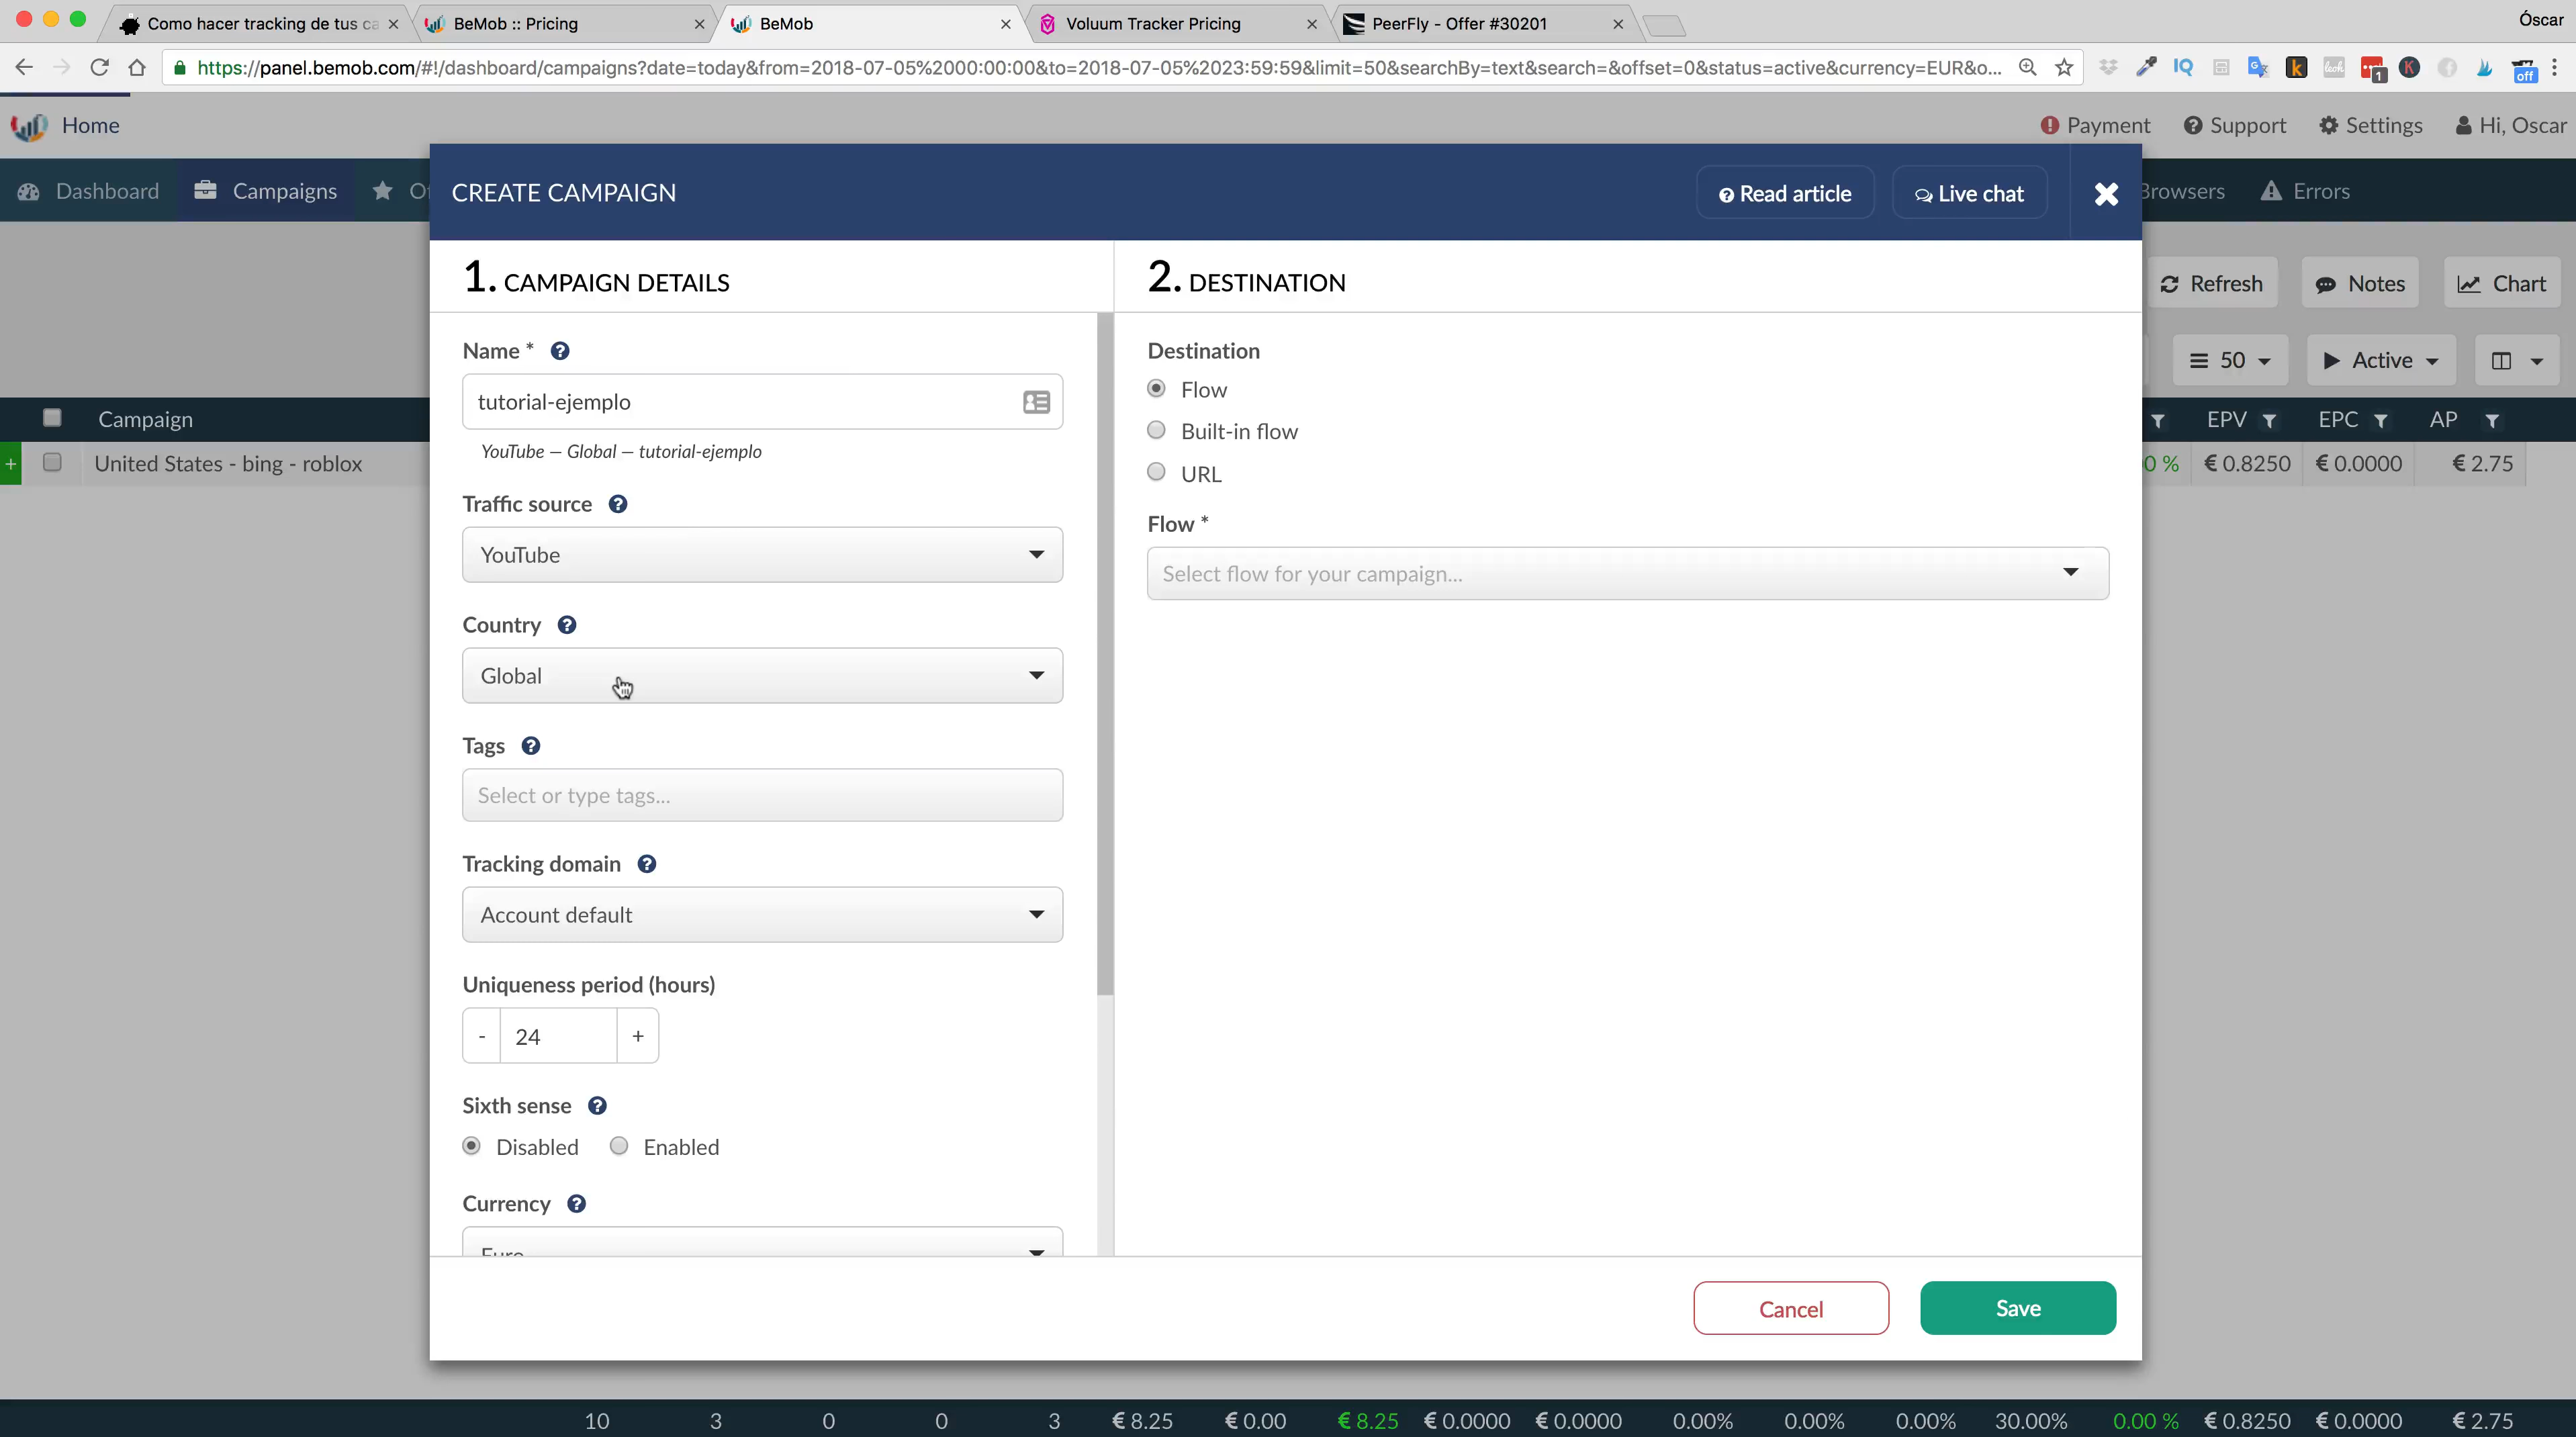 Como hacer tracking de tus ca
BeMob :: Pricing
BeMob
Voluum Tracker Pricing
PeerFly - Offer #30201
Óscar
https://panel.bemob.com/#!/dashboard/campaigns?date=today&from=2018-07-05%2000:00:00&to=2018-07-05%2023:59:59&limit=50&searchBy=text&search=&offset=0&status=active&currency=EUR&o...
IQ
1
off
Home
Payment
Support
Settings
Hi, Oscar
Dashboard
Campaigns
CREATE CAMPAIGN
Read article
Live chat
Browsers
Errors
1. CAMPAIGN DETAILS
2. DESTINATION
Refresh
Notes
Chart
Name *
Destination
50
Active
tutorial-ejemplo
Flow
Campaign
EPV
EPC
AP
YouTube – Global – tutorial-ejemplo
Built-in flow
+
United States - bing - roblox
0 %
€ 0.8250
€ 0.0000
€ 2.75
URL
Traffic source
Flow *
YouTube
Select flow for your campaign...
Country
Global
Tags
Select or type tags...
Tracking domain
Account default
Uniqueness period (hours)
- 24 +
Sixth sense
Disabled
Enabled
Currency
Euro
Cancel
Save
10 3 0 0 3 € 8.25 € 0.00 € 8.25 € 0.0000 € 0.0000 0.00% 0.00% 0.00% 30.00% 0.00 % € 0.8250 € 0.0000 € 2.75